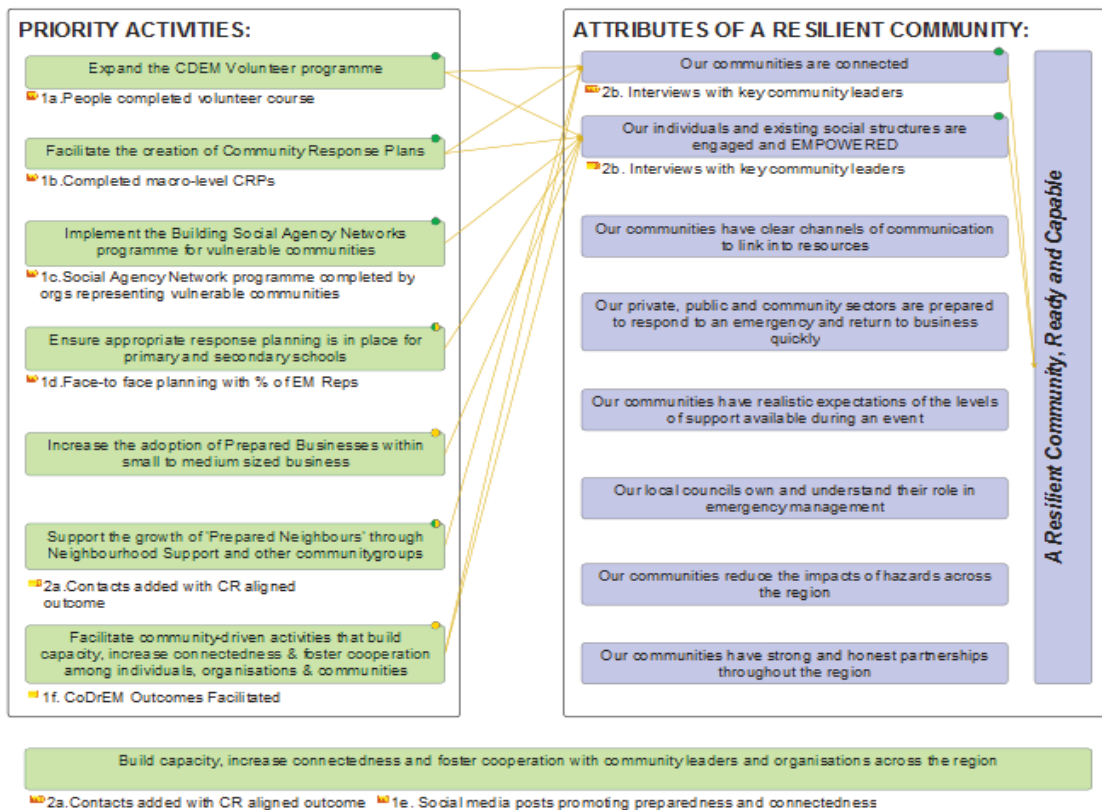 PRIORITY ACTIVITIES:
Expand the CDEM Volunteer programme
1a.People completed volunteer course
Facilitate the creation of Community Response Plans
1b.Completed macro-level CRPs
Implement the Building Social Agency Networks
programme for vulnerable communities
1c.Social Agency Network programme completed by
orgs representing vulnerable communities
Ensure appropriate response planning is in place for
primary and secondary schools
1d.Face-to face planning with % of EM Reps
Increase the adoption of Prepared Businesses within
small to medium sized business
Support the growth of 'Prepared Neighbours' through
Neighbourhood Support and other communitygroups
2a.Contacts added with CR aligned
outcome
Facilitate community-driven activities that build
capacity, increase connectedness & foster cooperation
among individuals, organisations & communities
1f. CoDrEM Outcomes Facilitated
ATTRIBUTES OF A RESILIENT COMMUNITY:
Our communities are connected
2b. Interviews with key community leaders
Our individuals and existing social structures are
engaged and EMPOWERED
2b. Interviews with key community leaders
Our communities have clear channels of communication
to link into resources
Our private, public and community sectors are prepared
to respond to an emergency and return to business
quickly
Our communities have realistic expectations of the levels
of support available during an event
Our local councils own and understand their role in
emergency management
Our communities reduce the impacts of hazards across
the region
Our communities have strong and honest partnerships
throughout the region
A Resilient Community, Ready and Capable
Build capacity, increase connectedness and foster cooperation with community leaders and organisations across the region
2a.Contacts added with CR aligned outcome 1e. Social media posts promoting preparedness and connectedness